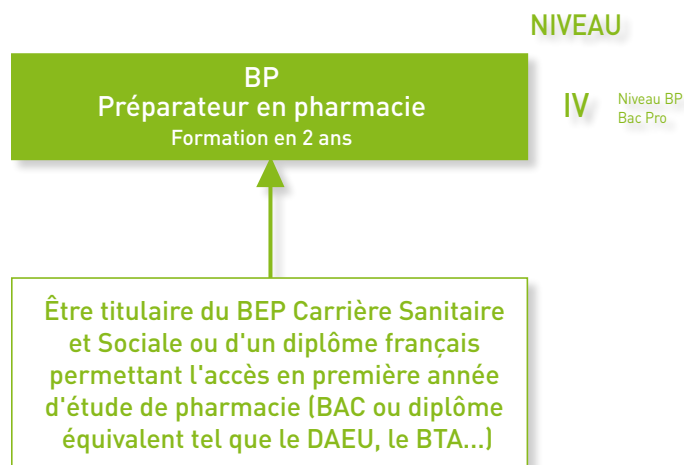 NIVEAU
BP
Préparateur en pharmacie
Formation en 2 ans
IV
Niveau BP
Bac Pro
Être titulaire du BEP Carrière Sanitaire
et Sociale ou d'un diplôme français
permettant l'accès en première année
d'étude de pharmacie (BAC ou diplôme
équivalent tel que le DAEU, le BTA...)